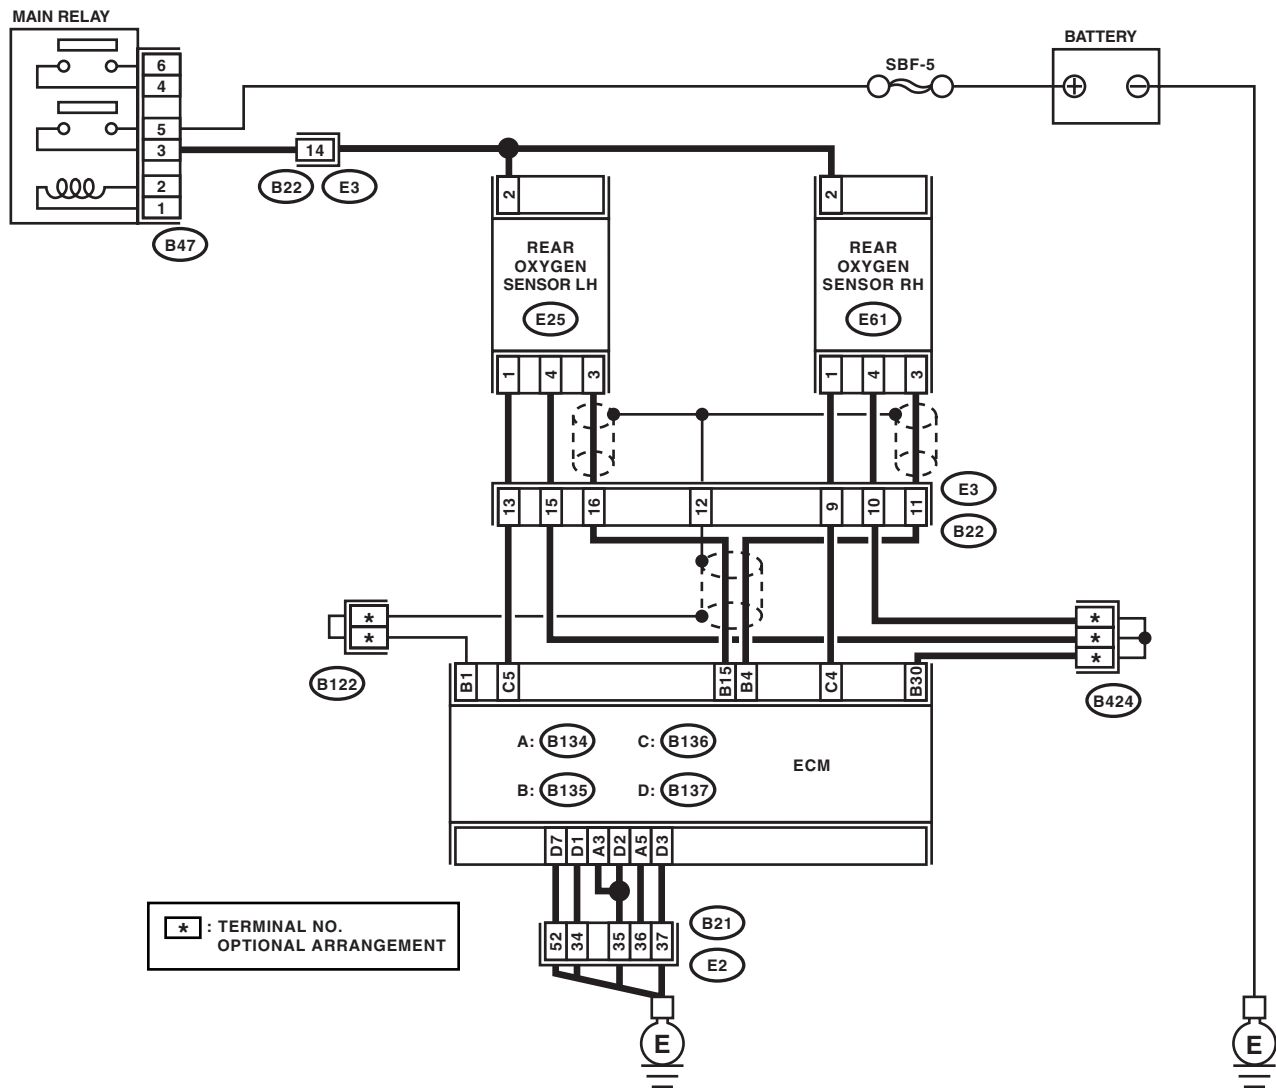 MAIN RELAY
BATTERY
SBF-5
6
4
5
3
2
1
B47
14
B22 E3
2
2
REAR
OXYGEN
SENSOR LH
E25
REAR
OXYGEN
SENSOR RH
E61
1 4 3
1 4 3
13 15 16 12 9 10 11
E3
B22
*
*
B122
*
*
*
B424
B1 C5 B15 B4 C4 B30
A: B134 C: B136
B: B135 D: B137
ECM
D7 D1 A3 D2 A5 D3
52 34 35 36 37
B21
E2
* : TERMINAL NO.
OPTIONAL ARRANGEMENT
E
E